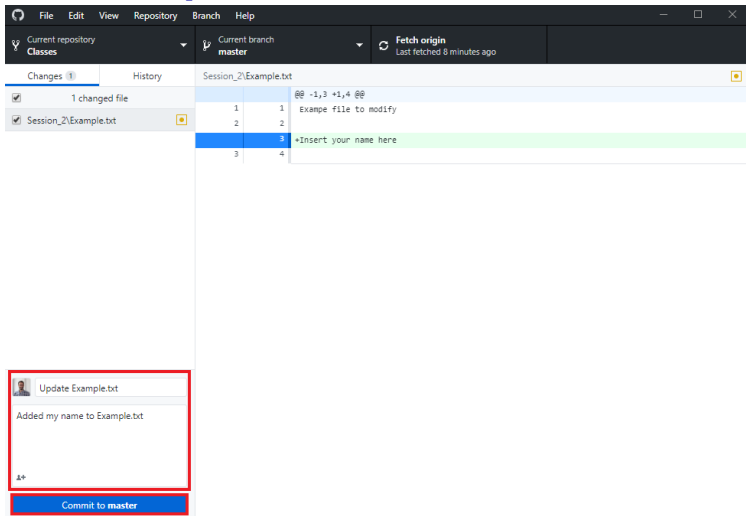 File Edit View Repository Branch Help
Current repository
Classes
Current branch
master
Fetch origin
Last fetched 8 minutes ago
Changes 1 History
1 changed file
Session_2\Example.txt
Session_2\Example.txt
@@ -1,3 +1,4 @@
1 1 Exampe file to modify
2 2
3 +Insert your name here
3 4
Update Example.txt
Added my name to Example.txt
Commit to master